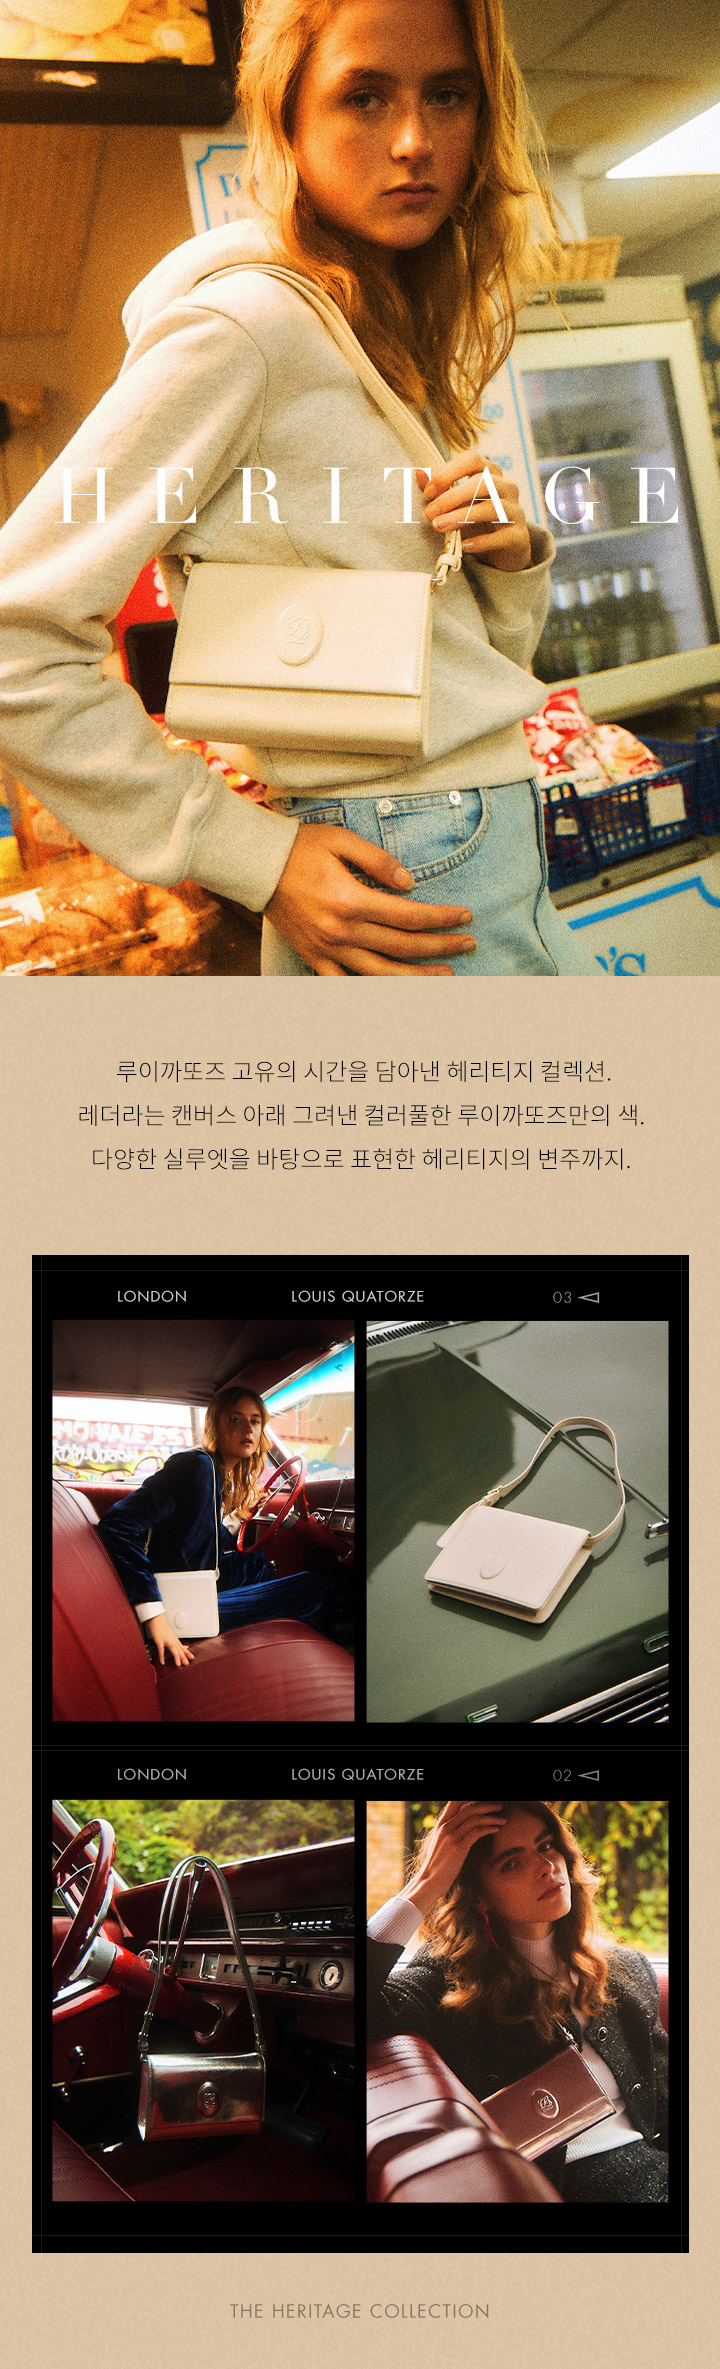 HERITAGE
루이까또즈 고유의 시간을 담아낸 헤리티지 컬렉션.
레더라는 캔버스 아래 그려낸 컬러풀한 루이까또즈만의 색.
다양한 실루엣을 바탕으로 표현한 헤리티지의 변주까지.
LONDON LOUIS QUATORZE 03
LONDON LOUIS QUATORZE 02
THE HERITAGE COLLECTION